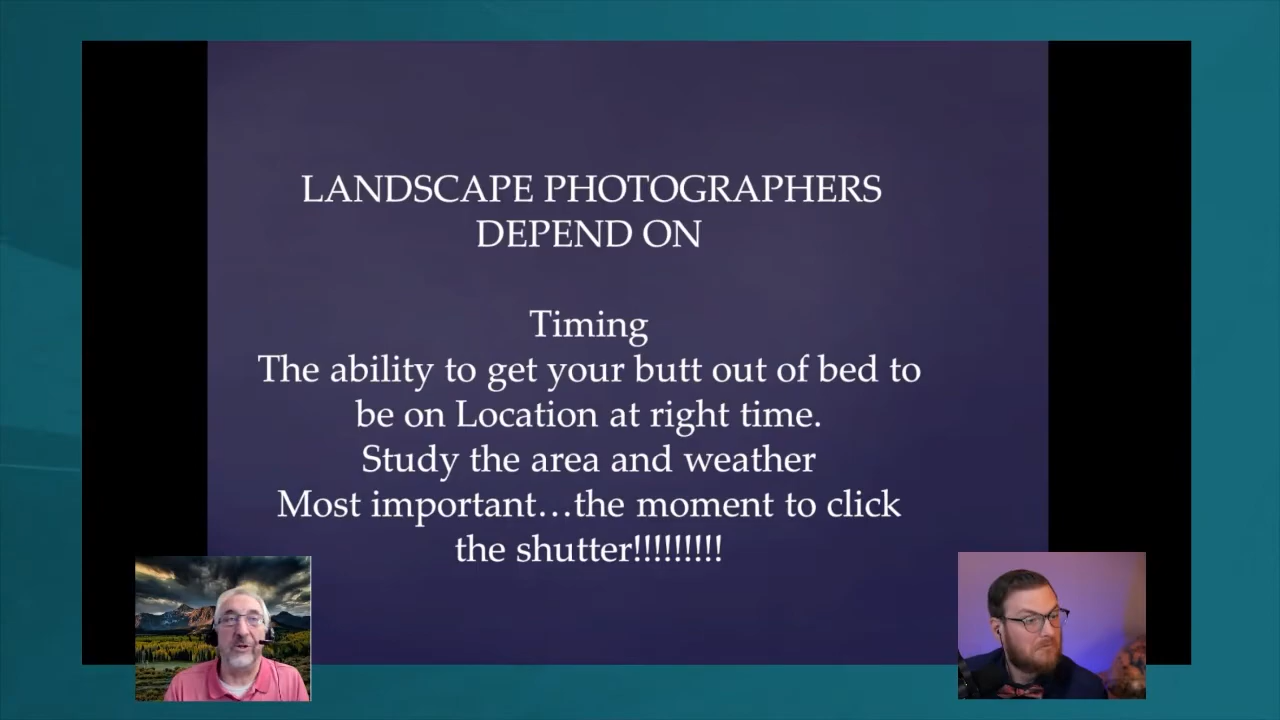 LANDSCAPE PHOTOGRAPHERS
DEPEND ON
Timing
The ability to get your butt out of bed to
be on Location at right time.
Study the area and weather
Most important…the moment to click
the shutter!!!!!!!!!